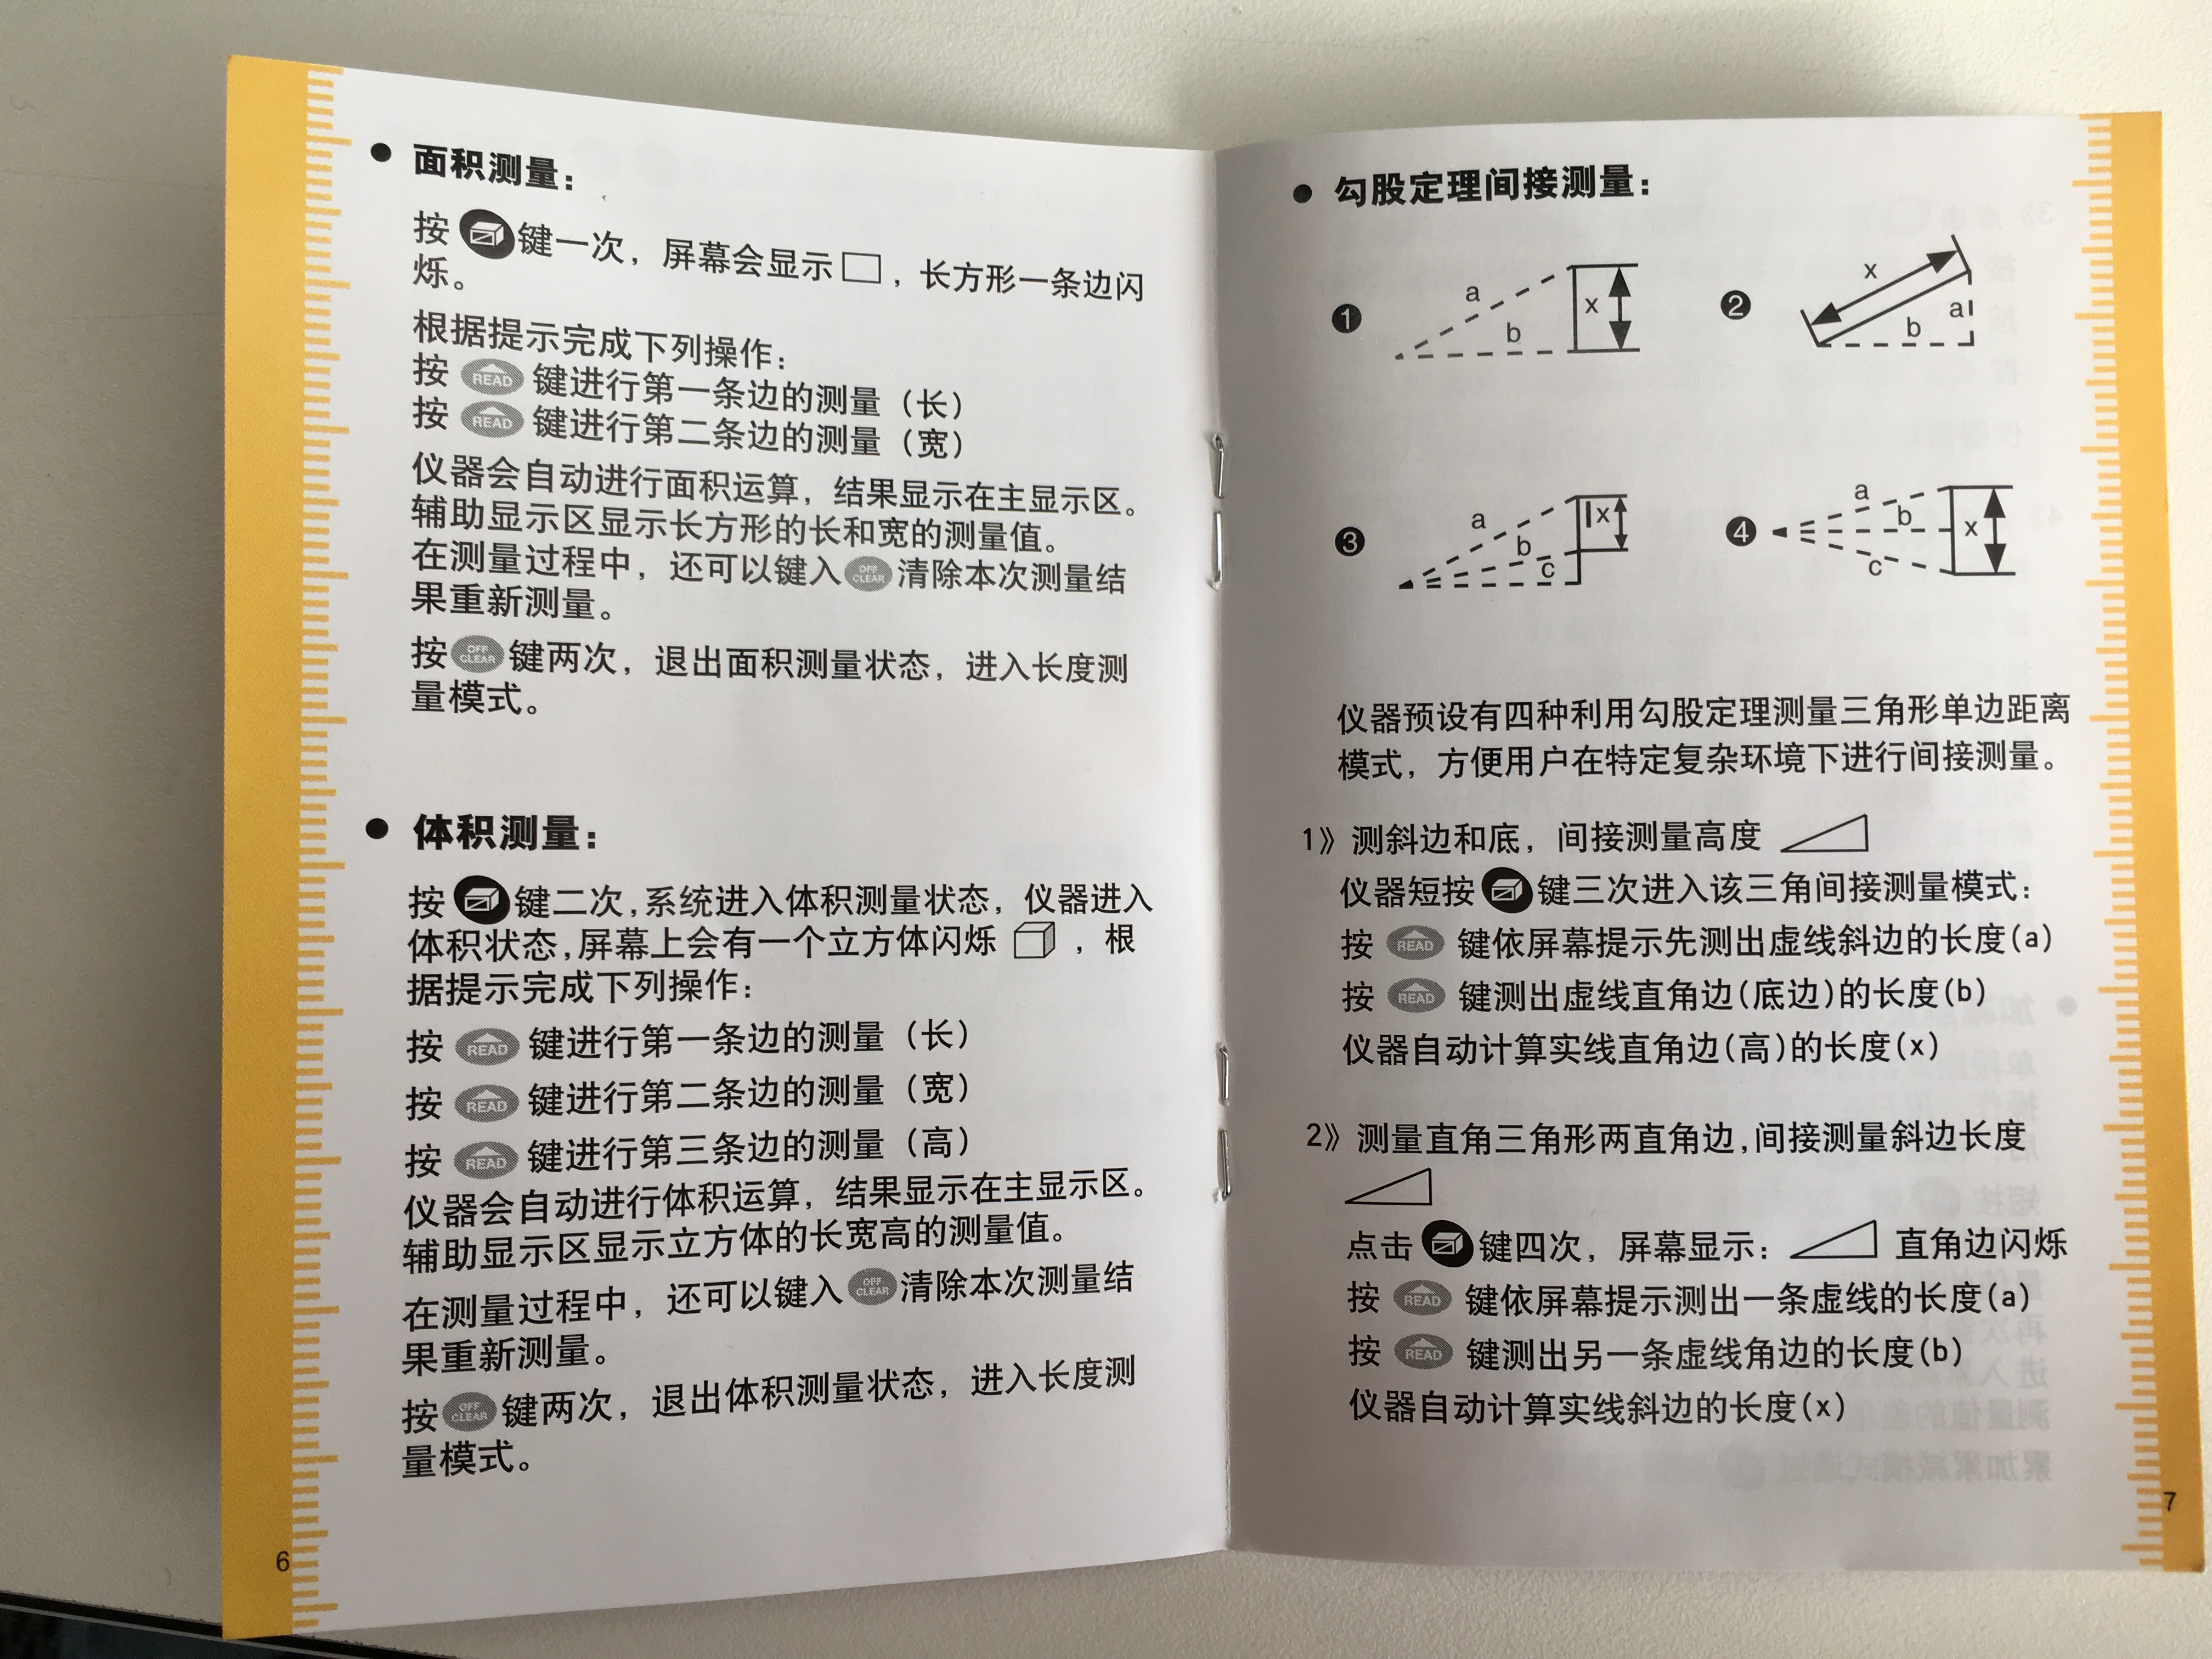 ● 面积测量：
按 键一次，屏幕会显示□，长方形一条边闪
烁。
根据提示完成下列操作：
按 READ 键进行第一条边的测量（长）
按 READ 键进行第二条边的测量（宽）
仪器会自动进行面积运算，结果显示在主显示区。
辅助显示区显示长方形的长和宽的测量值。
在测量过程中，还可以键入 OFF CLEAR 清除本次测量结
果重新测量。
按 OFF CLEAR 键两次，退出面积测量状态，进入长度测
量模式。
● 体积测量：
按 键二次，系统进入体积测量状态，仪器进入
体积状态，屏幕上会有一个立方体闪烁 ，根
据提示完成下列操作：
按 READ 键进行第一条边的测量（长）
按 READ 键进行第二条边的测量（宽）
按 READ 键进行第三条边的测量（高）
仪器会自动进行体积运算，结果显示在主显示区。
辅助显示区显示立方体的长宽高的测量值。
在测量过程中，还可以键入 OFF CLEAR 清除本次测量结
果重新测量。
按 OFF CLEAR 键两次，退出体积测量状态，进入长度测
量模式。
6
● 勾股定理间接测量：
❶ a b x
❷ x b a
❸ a b c x
❹ a b c x
仪器预设有四种利用勾股定理测量三角形单边距离
模式，方便用户在特定复杂环境下进行间接测量。
1》测斜边和底，间接测量高度
仪器短按 键三次进入该三角间接测量模式：
按 READ 键依屏幕提示先测出虚线斜边的长度(a)
按 READ 键测出虚线直角边(底边)的长度(b)
仪器自动计算实线直角边(高)的长度(x)
2》测量直角三角形两直角边，间接测量斜边长度
点击 键四次，屏幕显示： 直角边闪烁
按 READ 键依屏幕提示测出一条虚线的长度(a)
按 READ 键测出另一条虚线角边的长度(b)
仪器自动计算实线斜边的长度(x)
7